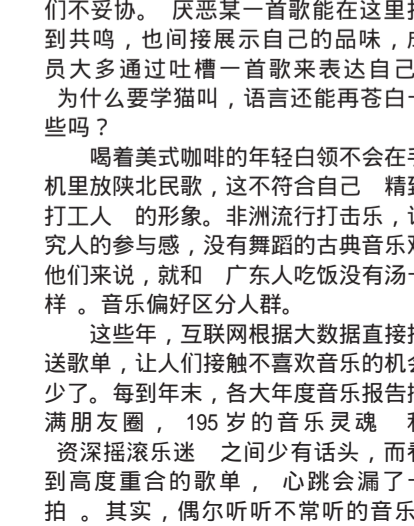 们不妥协。 厌恶某一首歌能在这里
到共鸣，也间接展示自己的品味，
员大多通过吐槽一首歌来表达自己
为什么要学猫叫，语言还能再苍白
些吗？
喝着美式咖啡的年轻白领不会在
机里放陕北民歌，这不符合自己 精
打工人 的形象。非洲流行打击乐，
究人的参与感，没有舞蹈的古典音乐
他们来说，就和 广东人吃饭没有汤
样 。音乐偏好区分人群。
这些年，互联网根据大数据直接
送歌单，让人们接触不喜欢音乐的机
少了。每到年末，各大年度音乐报告
满朋友圈， 195岁的音乐灵魂
资深摇滚乐迷 之间少有话头，而
到高度重合的歌单， 心跳会漏了
拍 。其实，偶尔听听不常听的音乐